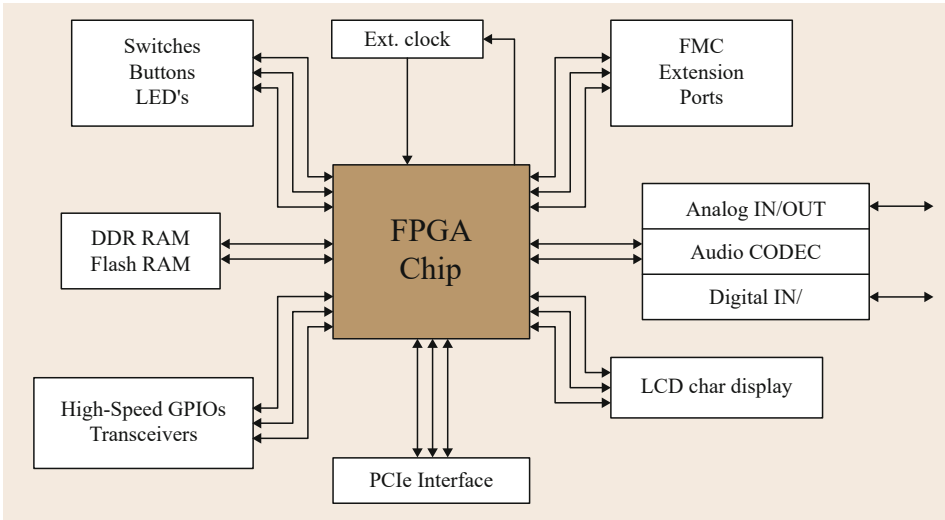 Switches
Buttons
LED's
Ext. clock
FMC
Extension
Ports
FPGA
Chip
DDR RAM
Flash RAM
Analog IN/OUT
Audio CODEC
Digital IN/
High-Speed GPIOs
Transceivers
LCD char display
PCIe Interface